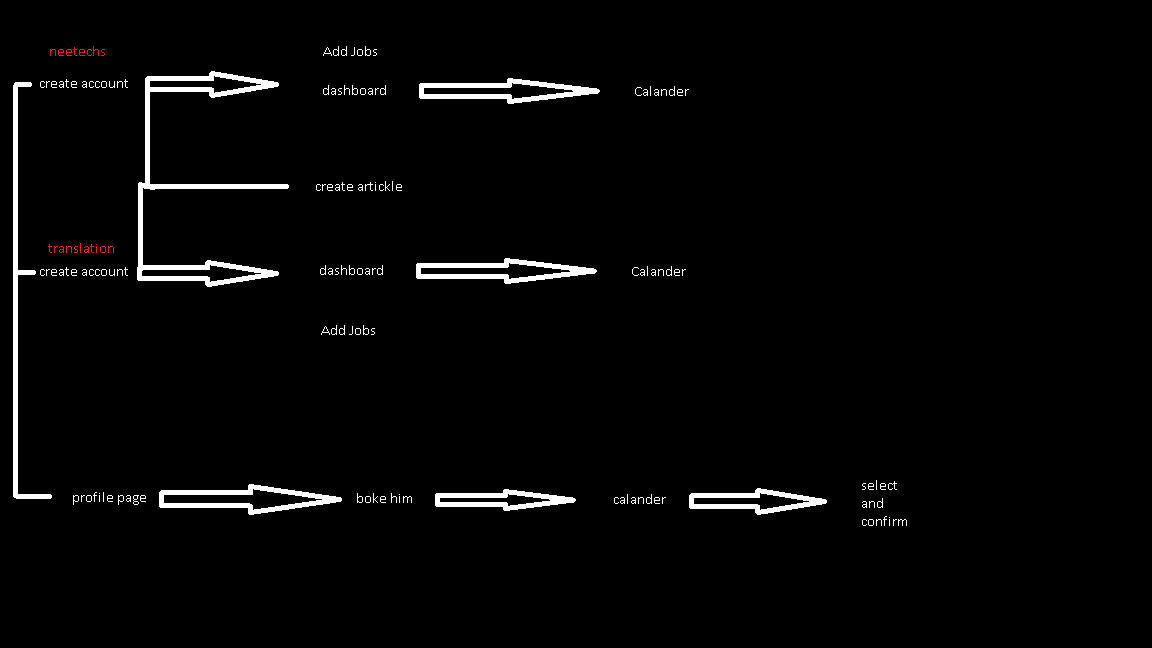 neetechs
Add Jobs
create account
dashboard
Calander
create artickle
translation
create account
dashboard
Calander
Add Jobs
profile page
boke him
calander
select
and
confirm